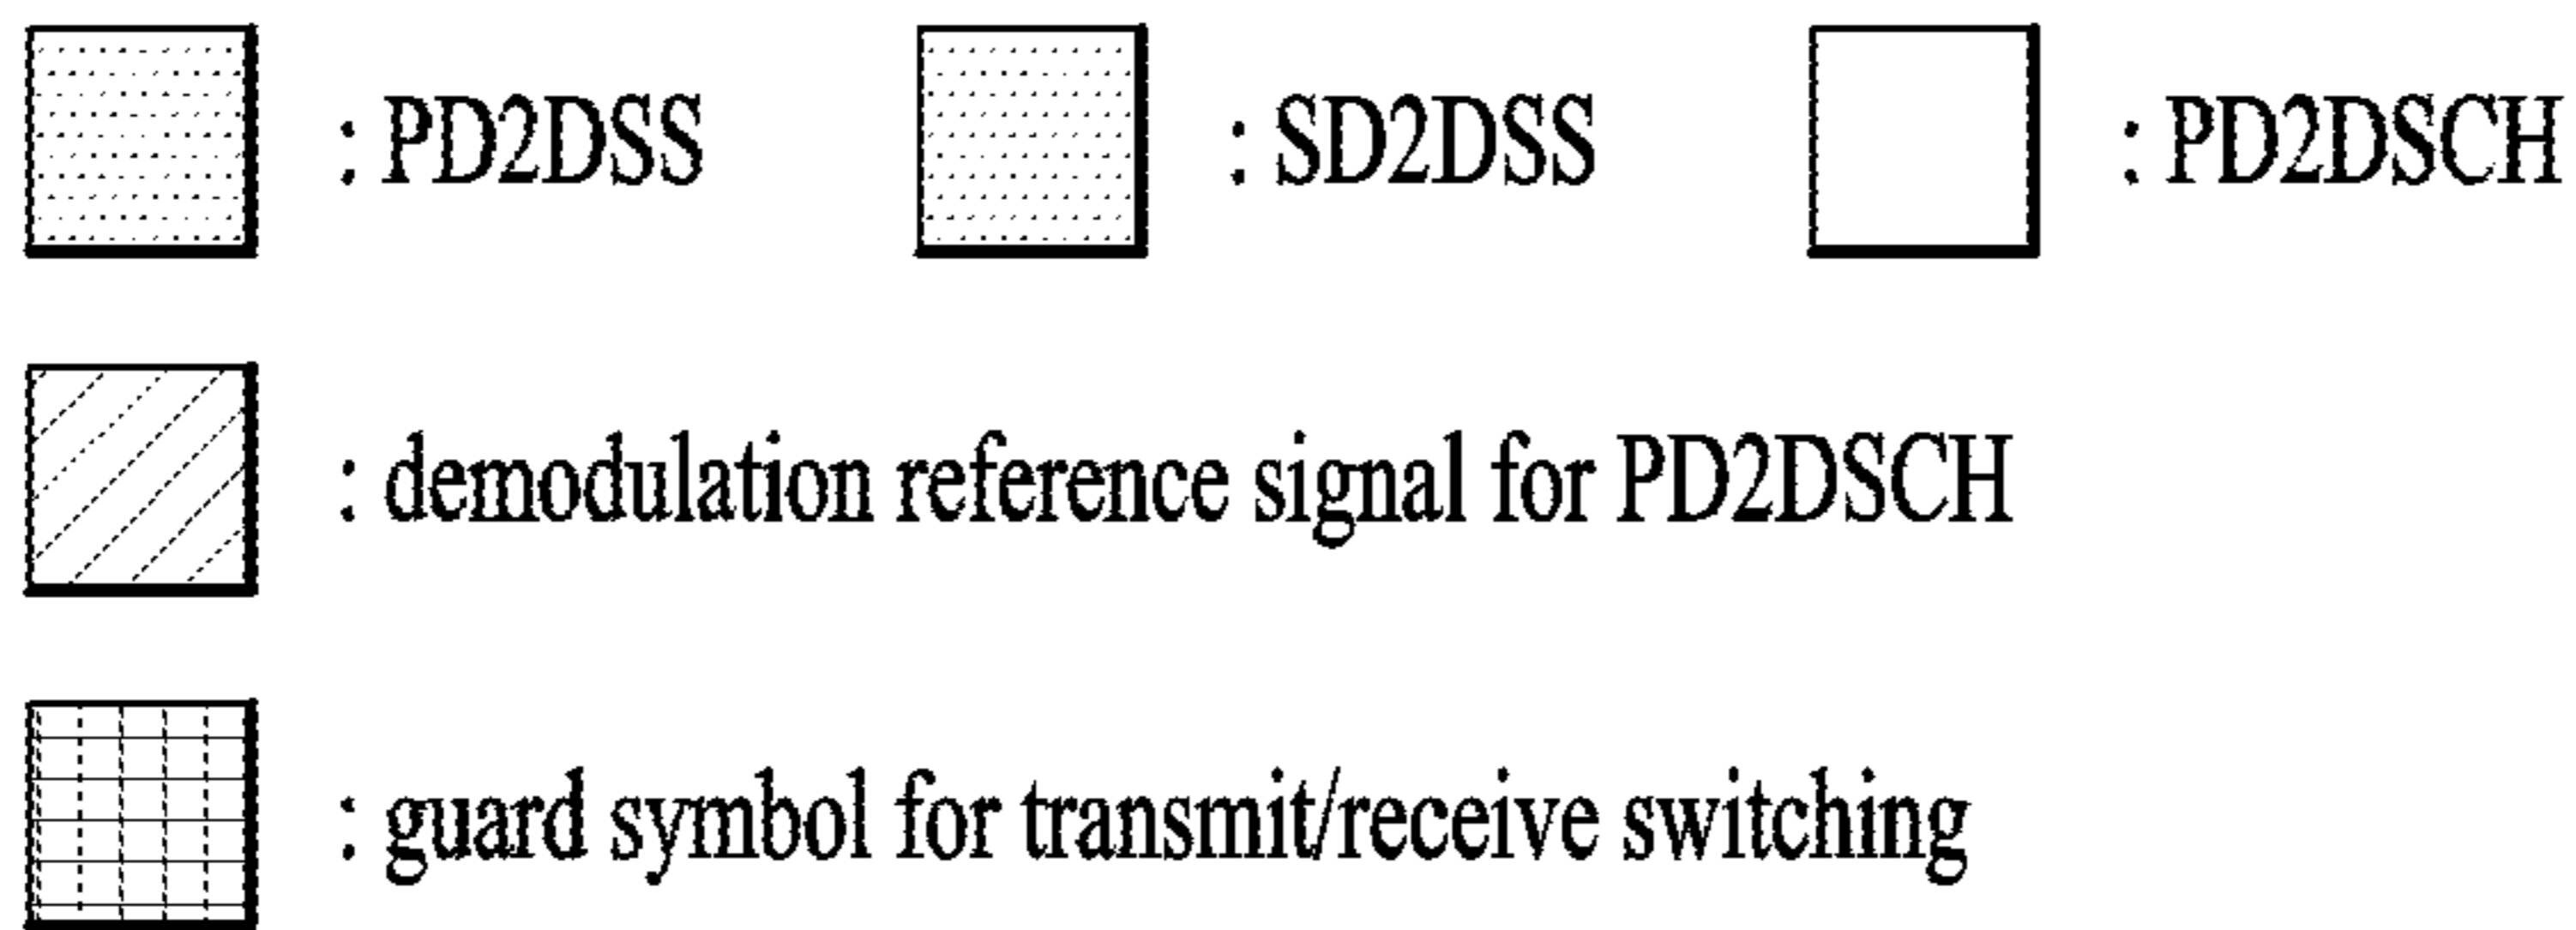 : PD2DSS : SD2DSS : PD2DSCH
: demodulation reference signal for PD2DSCH
: guard symbol for transmit/receive switching